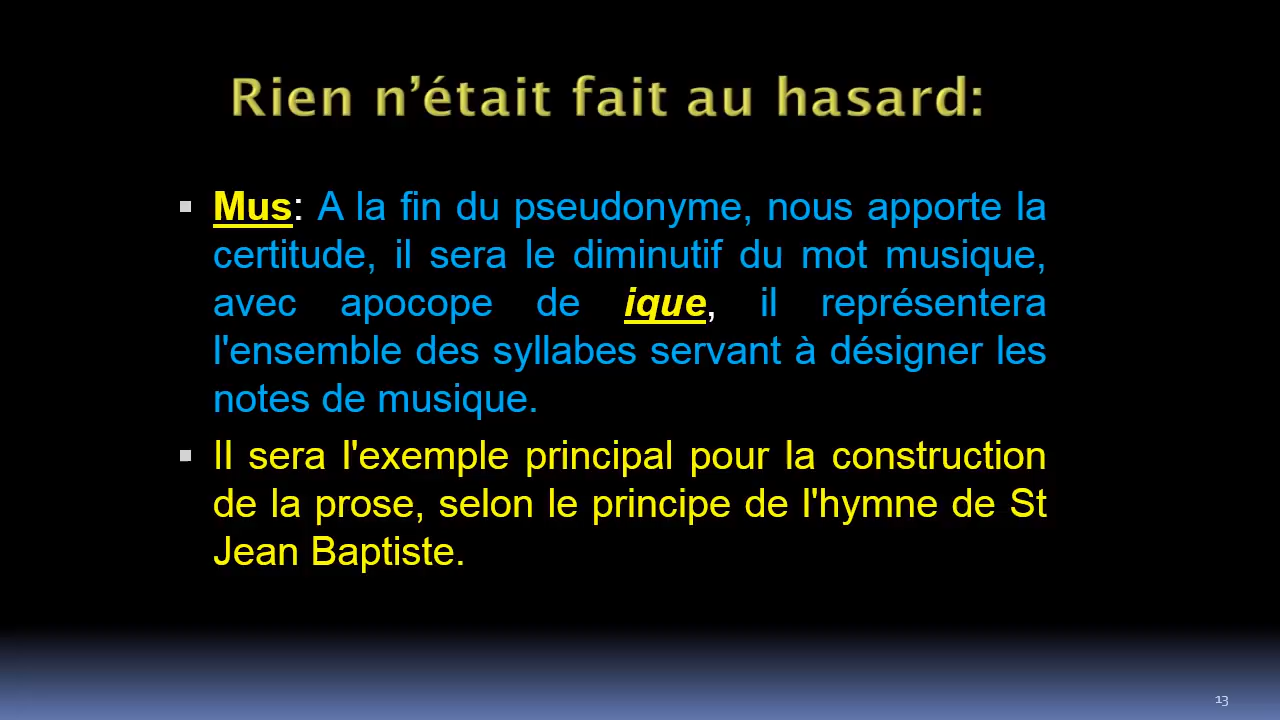 Rien n’était fait au hasard:
Mus: A la fin du pseudonyme, nous apporte la
certitude, il sera le diminutif du mot musique,
avec apocope de ique, il représentera
l'ensemble des syllabes servant à désigner les
notes de musique.
Il sera l'exemple principal pour la construction
de la prose, selon le principe de l'hymne de St
Jean Baptiste.
13